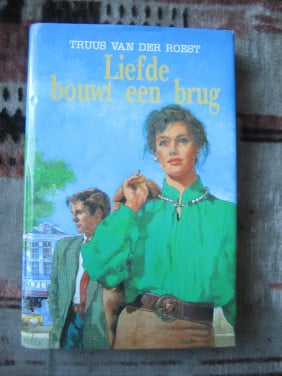 TRUUS VAN DER ROEST
Liefde
bouwt een brug